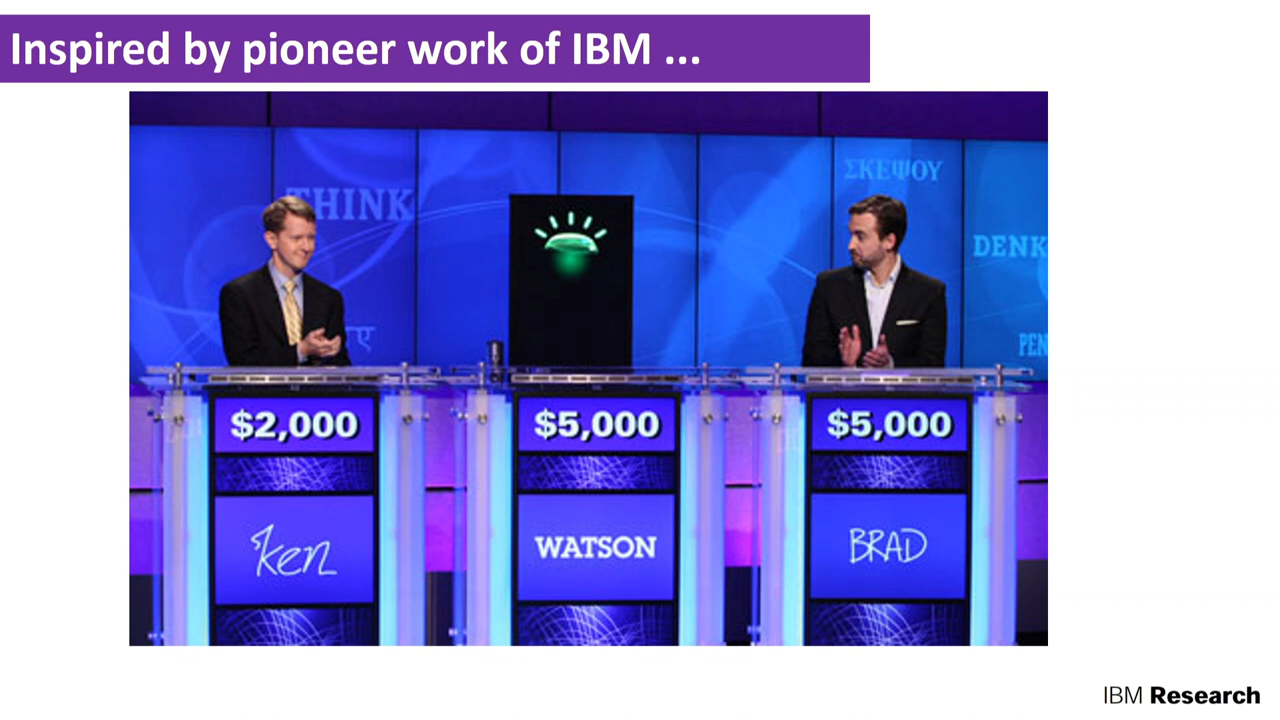 Inspired by pioneer work of IBM ...
THINK
ΣΚΕΨΟΥ
DENK
PEN
$2,000
$5,000
$5,000
Ken
WATSON
BRAD
IBM Research